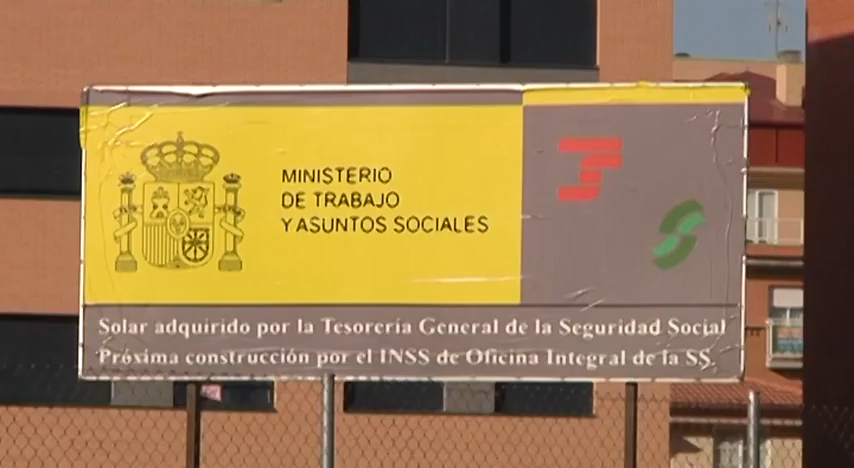 MINISTERIO
DE TRABAJO
Y ASUNTOS SOCIALES
Solar adquirido por la Tesorería General de la Seguridad Social
Próxima construcción por el INSS de Oficina Integral de la SS.